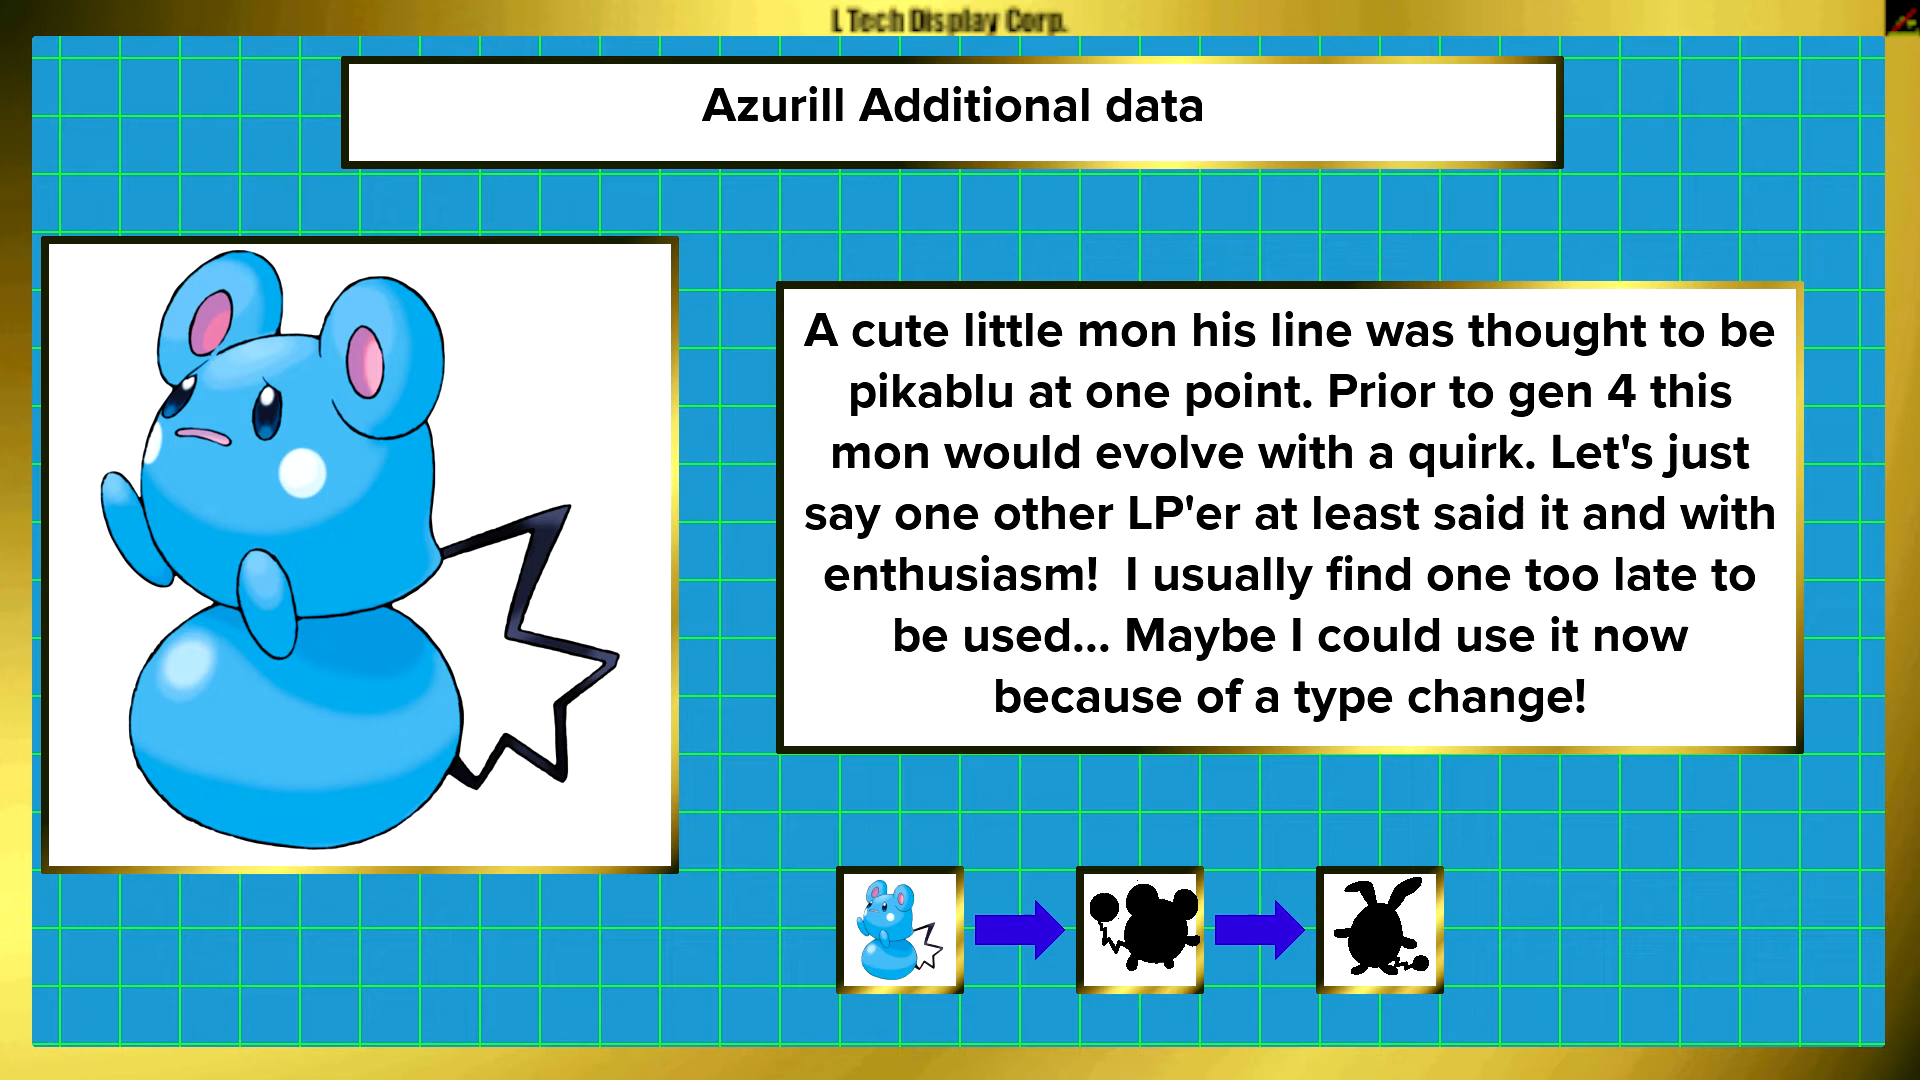 L Tech Display Corp.
Azurill Additional data
A cute little mon his line was thought to be
pikablu at one point. Prior to gen 4 this
mon would evolve with a quirk. Let's just
say one other LP'er at least said it and with
enthusiasm!  I usually find one too late to
be used... Maybe I could use it now
because of a type change!